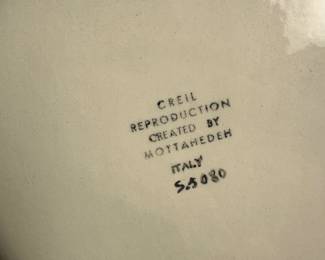 CREIL
REPRODUCTION
CREATED BY
MOTTAHEDEH
ITALY
S.5080